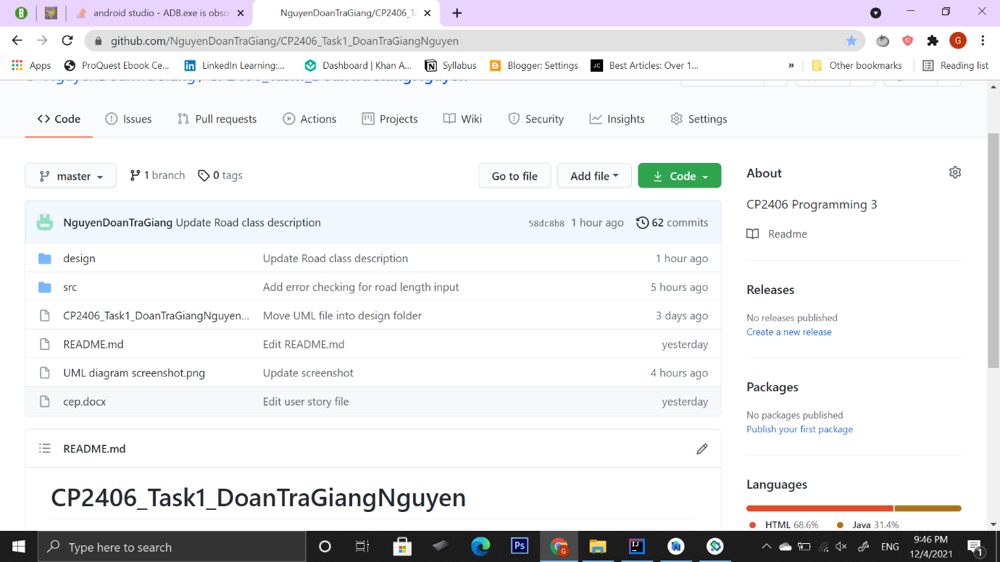 android studio - ADB.exe is obso
NguyenDoanTraGiang/CP2406_T
github.com/NguyenDoanTraGiang/CP2406_Task1_DoanTraGiangNguyen
G
Apps
ProQuest Ebook Ce...
LinkedIn Learning:...
Dashboard | Khan A...
Syllabus
Blogger: Settings
JC
Best Articles: Over 1...
»
Other bookmarks
Reading list
Code
Issues
Pull requests
Actions
Projects
Wiki
Security
Insights
Settings
master
1 branch
0 tags
Go to file
Add file
Code
NguyenDoanTraGiang Update Road class description
58dc8b8 1 hour ago
62 commits
design Update Road class description 1 hour ago
src Add error checking for road length input 5 hours ago
CP2406_Task1_DoanTraGiangNguyen... Move UML file into design folder 3 days ago
README.md Edit README.md yesterday
UML diagram screenshot.png Update screenshot 4 hours ago
cep.docx Edit user story file yesterday
README.md
CP2406_Task1_DoanTraGiangNguyen
About
CP2406 Programming 3
Readme
Releases
No releases published
Create a new release
Packages
No packages published
Publish your first package
Languages
HTML 68.6%
Java 31.4%
Type here to search
Ps
G
IJ
ENG
9:46 PM
12/4/2021
1